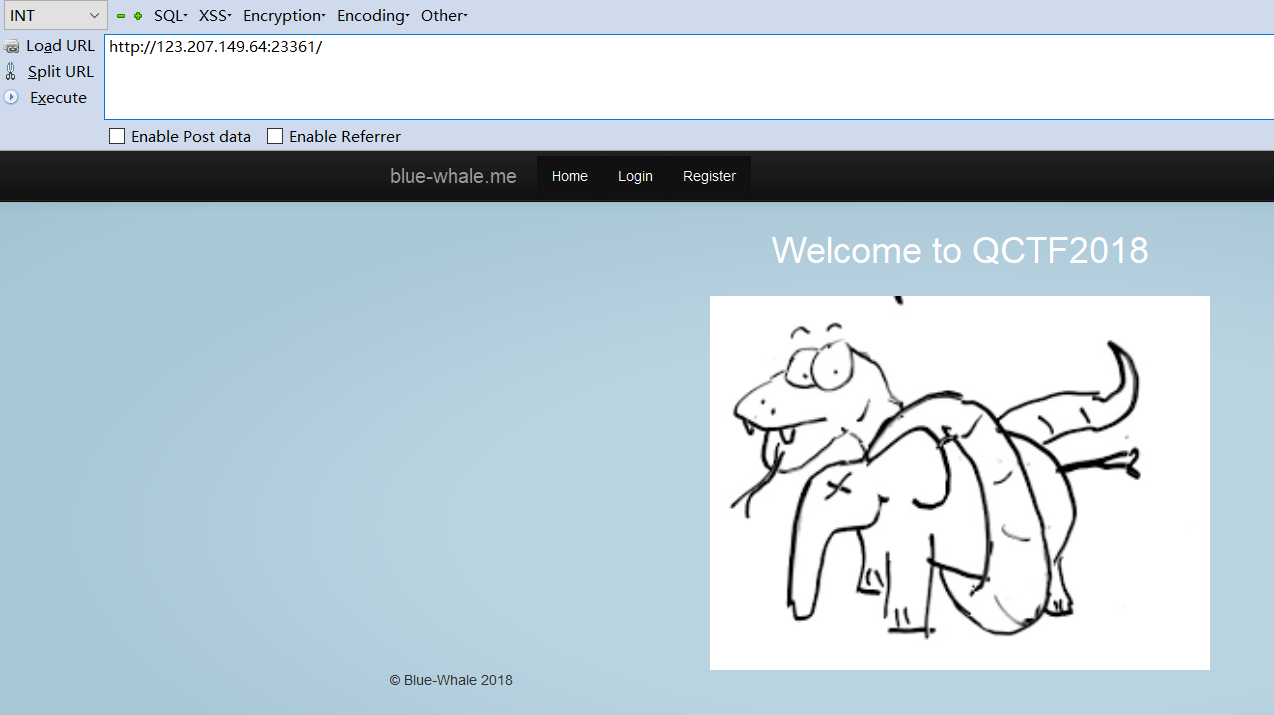 INT SQL XSS Encryption Encoding Other
Load URL http://123.207.149.64:23361/
Split URL
Execute
Enable Post data Enable Referrer
blue-whale.me Home Login Register
Welcome to QCTF2018
© Blue-Whale 2018